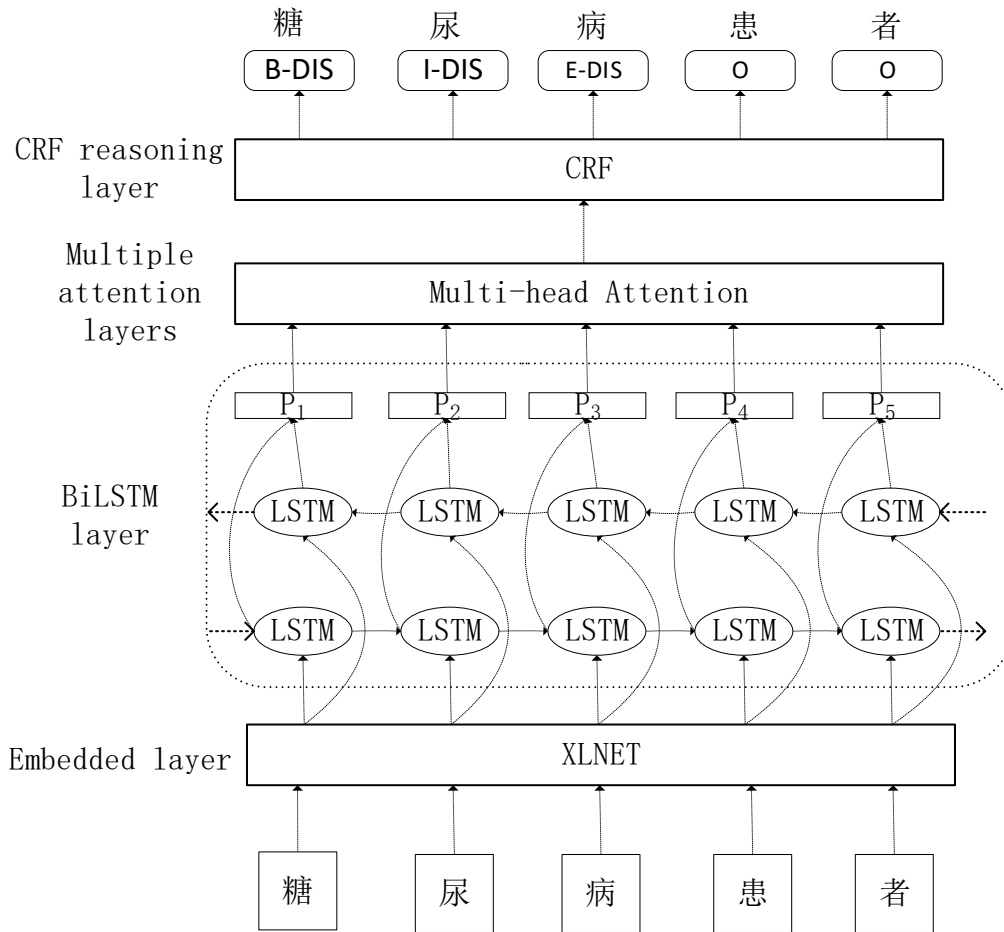 糖 尿 病 患 者
B-DIS I-DIS E-DIS O O
CRF reasoning
layer
CRF
Multiple
attention
layers
Multi-head Attention
P1 P2 P3 P4 P5
BiLSTM
layer
LSTM LSTM LSTM LSTM LSTM
LSTM LSTM LSTM LSTM LSTM
Embedded layer
XLNET
糖 尿 病 患 者